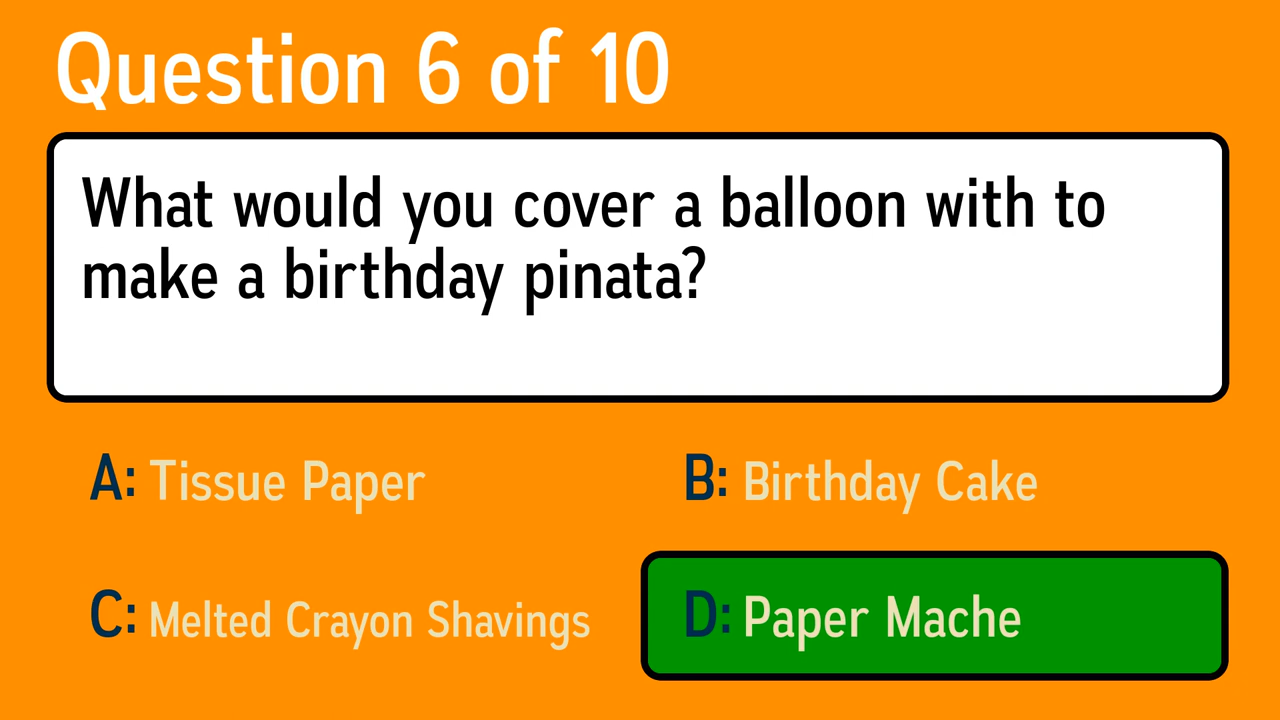 Question 6 of 10
What would you cover a balloon with to
make a birthday pinata?
A: Tissue Paper
B: Birthday Cake
C: Melted Crayon Shavings
D: Paper Mache